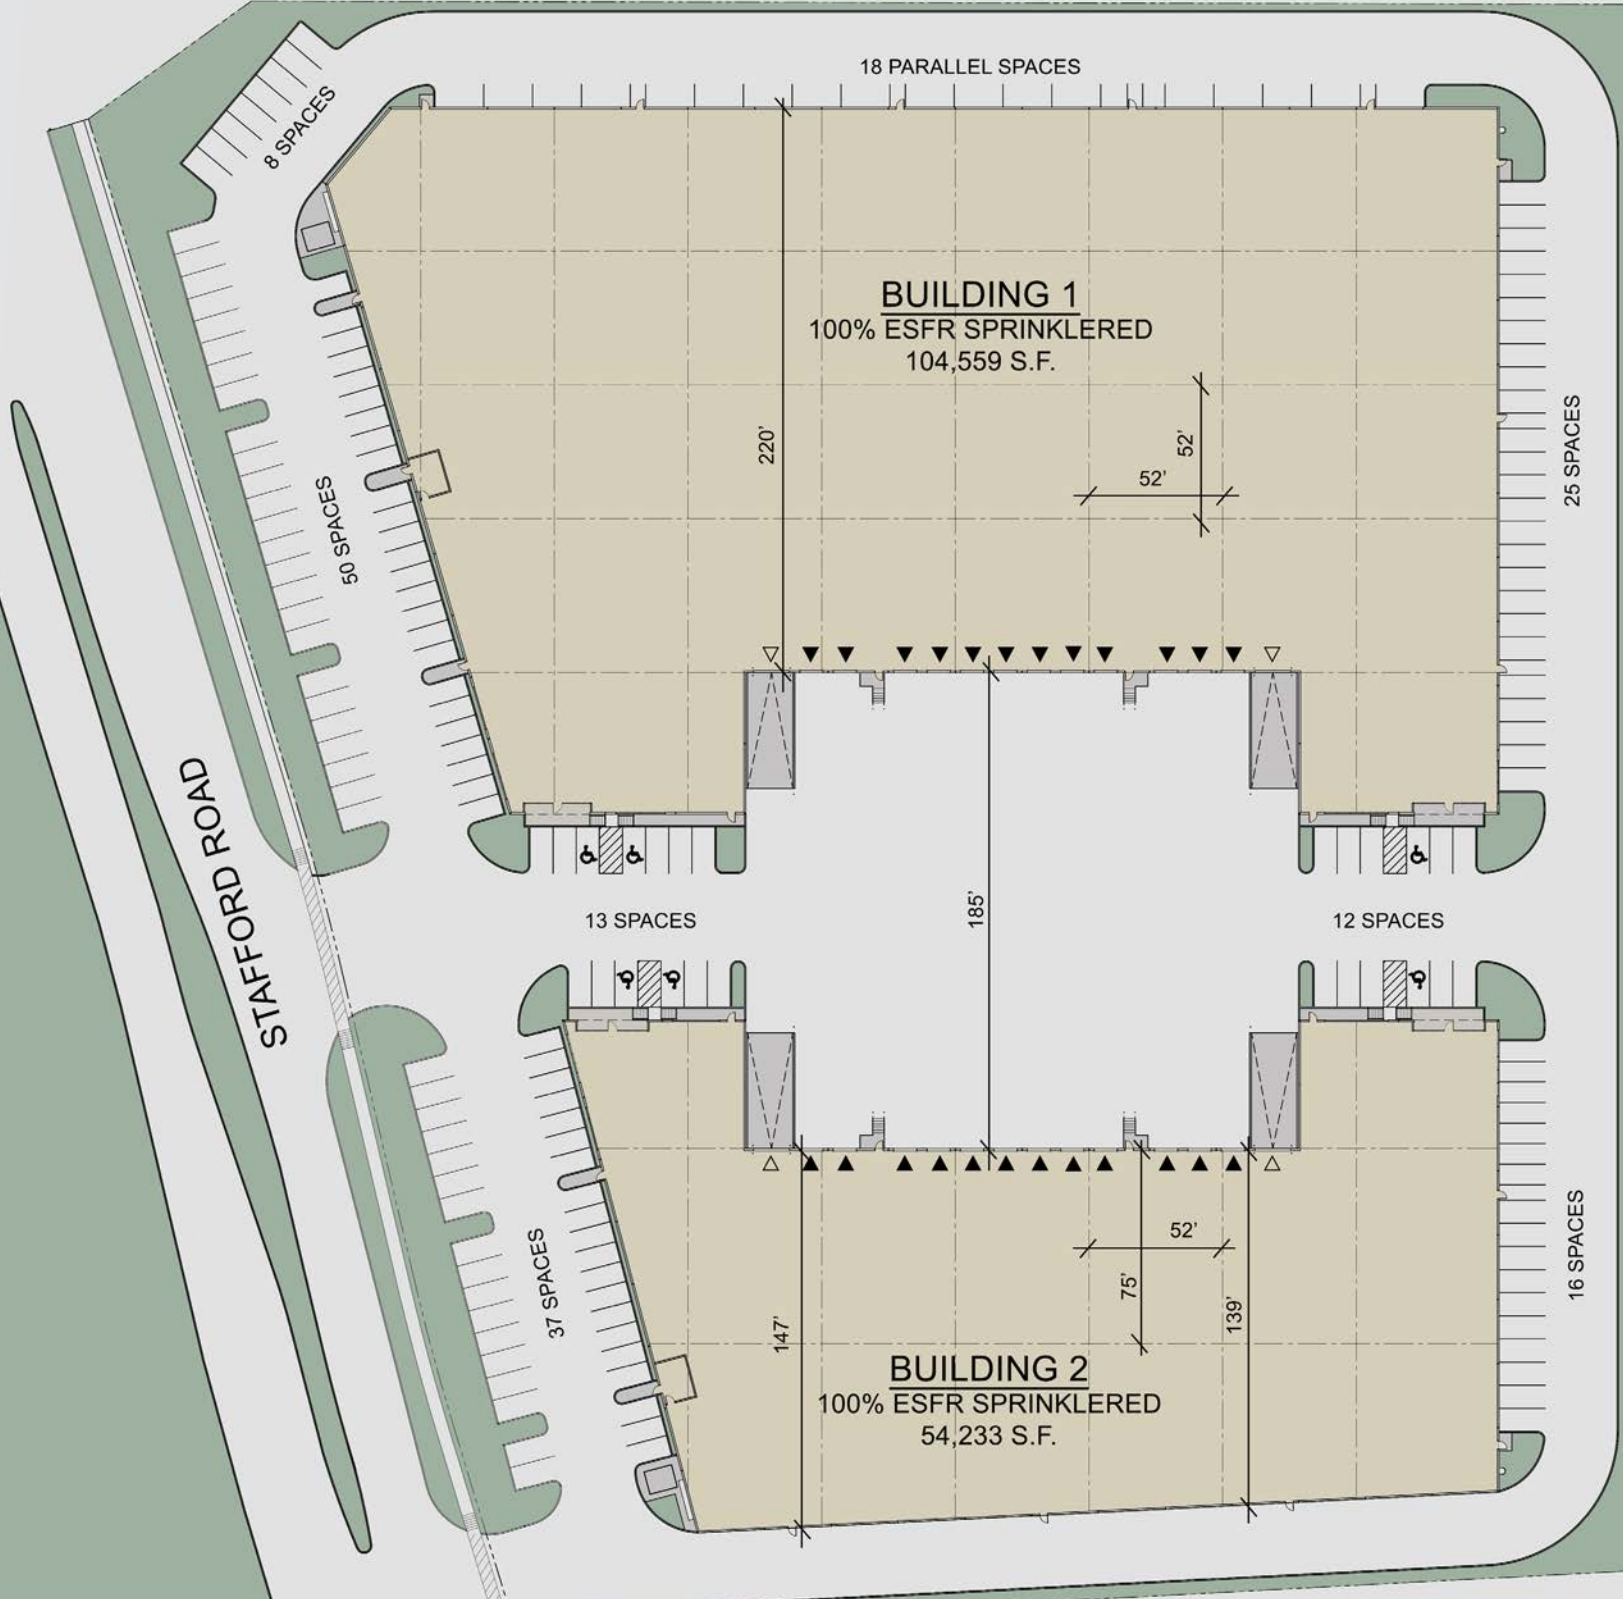 18 PARALLEL SPACES
8 SPACES
BUILDING 1
100% ESFR SPRINKLERED
104,559 S.F.
220'
52'
52'
25 SPACES
50 SPACES
STAFFORD ROAD
185'
13 SPACES
12 SPACES
37 SPACES
52'
75'
139'
147'
16 SPACES
BUILDING 2
100% ESFR SPRINKLERED
54,233 S.F.